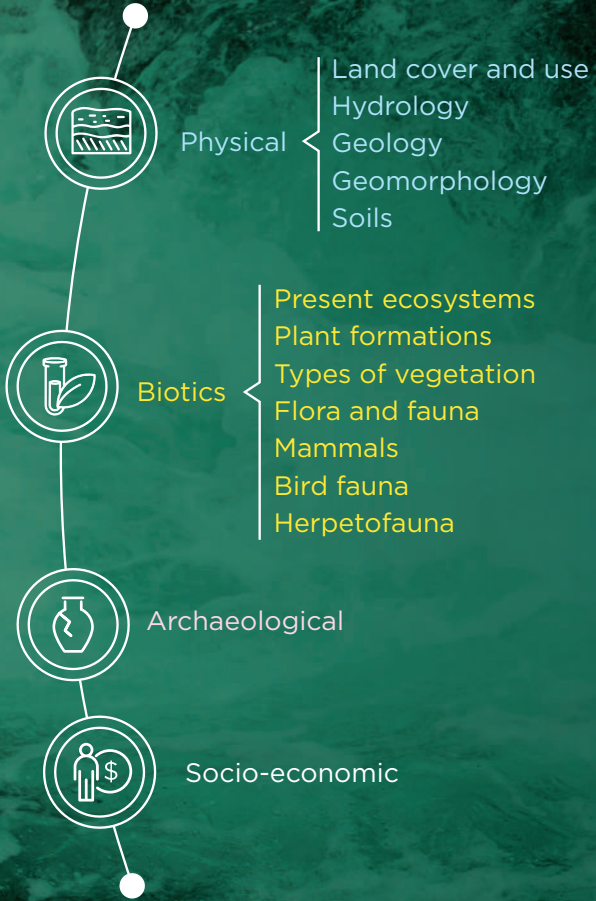 Physical
Land cover and use
Hydrology
Geology
Geomorphology
Soils
Biotics
Present ecosystems
Plant formations
Types of vegetation
Flora and fauna
Mammals
Bird fauna
Herpetofauna
Archaeological
$
Socio-economic